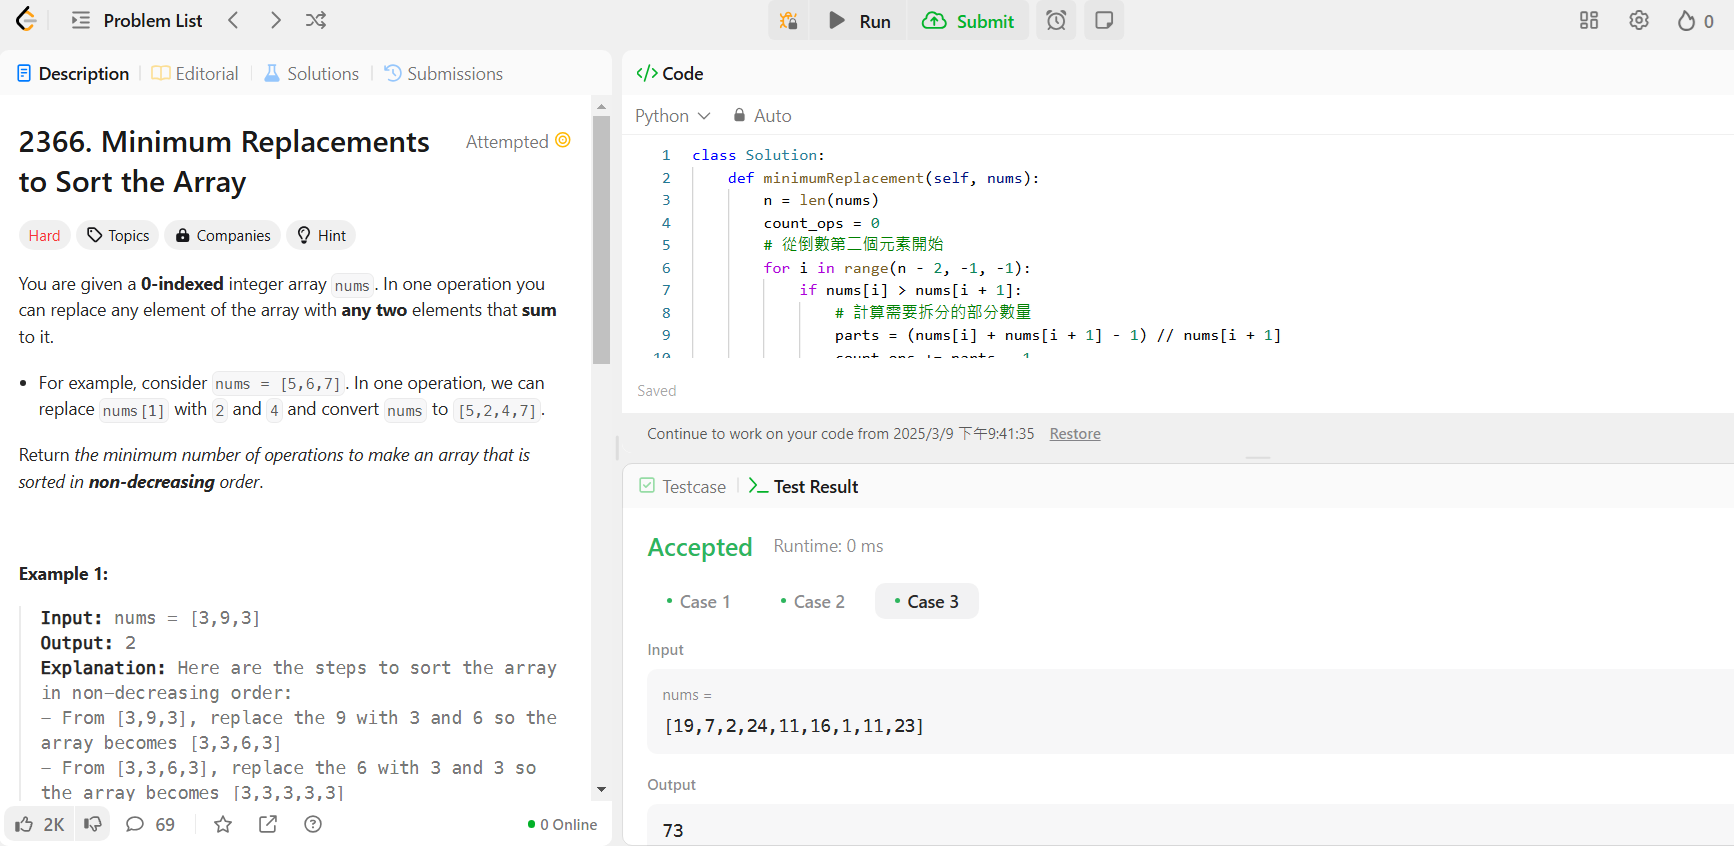 Problem List
Run
Submit
0
Description
Editorial
Solutions
Submissions
2366. Minimum Replacements
to Sort the Array
Attempted
Hard
Topics
Companies
Hint
You are given a 0-indexed integer array nums. In one operation you
can replace any element of the array with any two elements that sum
to it.
• For example, consider nums = [5,6,7]. In one operation, we can
replace nums[1] with 2 and 4 and convert nums to [5,2,4,7].
Return the minimum number of operations to make an array that is
sorted in non-decreasing order.
Example 1:
Input: nums = [3,9,3]
Output: 2
Explanation: Here are the steps to sort the array
in non-decreasing order:
- From [3,9,3], replace the 9 with 3 and 6 so the
array becomes [3,3,6,3]
- From [3,3,6,3], replace the 6 with 3 and 3 so
the array becomes [3,3,3,3,3]
2K
69
0 Online
</> Code
Python
Auto
1 class Solution:
2 def minimumReplacement(self, nums):
3 n = len(nums)
4 count_ops = 0
5 # 從倒數第二個元素開始
6 for i in range(n - 2, -1, -1):
7 if nums[i] > nums[i + 1]:
8 # 計算需要拆分的部分數量
9 parts = (nums[i] + nums[i + 1] - 1) // nums[i + 1]
10 count_ops += parts - 1
Saved
Continue to work on your code from 2025/3/9 下午9:41:35 Restore
Testcase
Test Result
Accepted Runtime: 0 ms
• Case 1
• Case 2
• Case 3
Input
nums =
[19,7,2,24,11,16,1,11,23]
Output
73